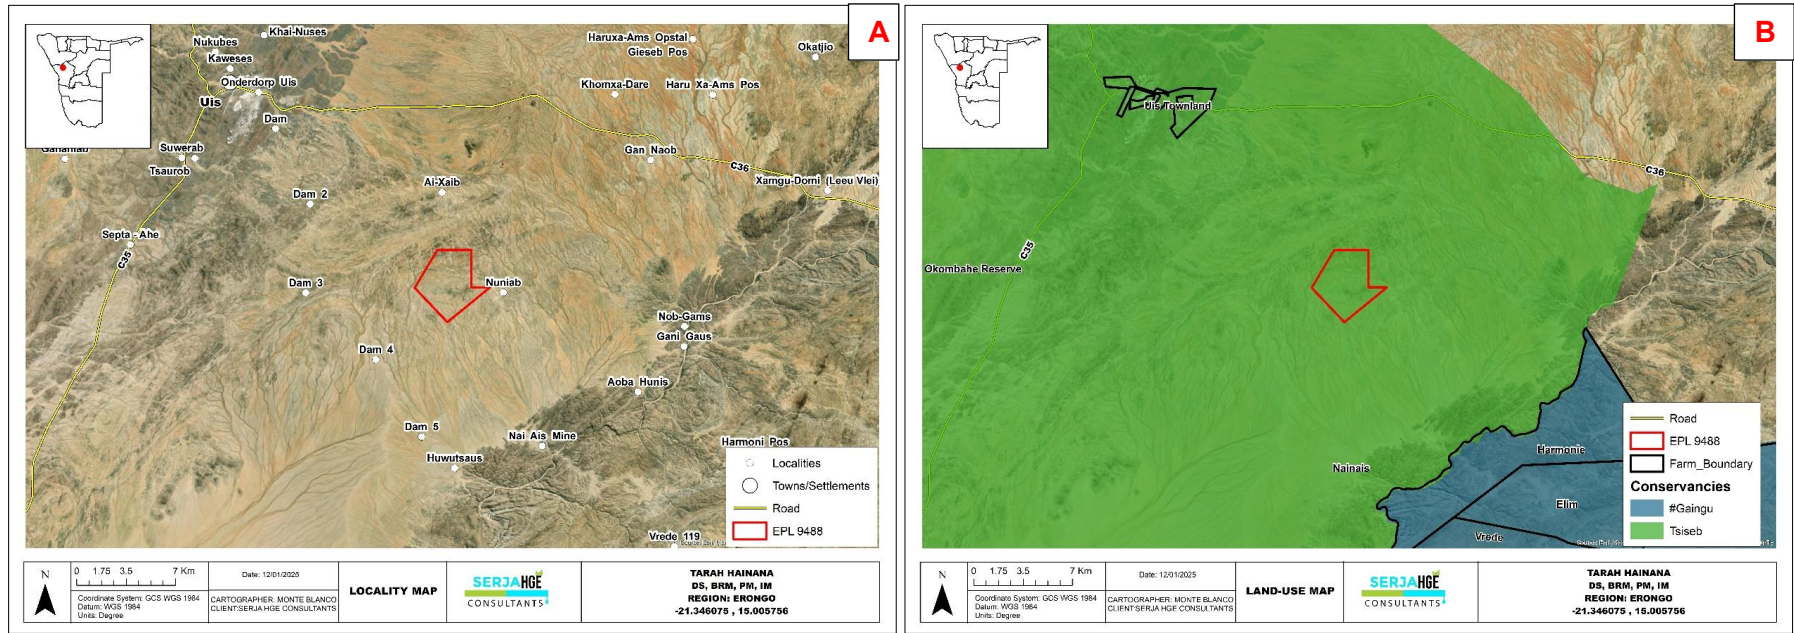 A
Khai-Nuses
Nukubes
Kaweses
Onderdorp Uis
Uis
Dam
Haruxa-Ams Opstal
Gieseb Pos
Okatjio
Khomxa-Dare
Haru Xa-Ams Pos
Suwerab
Tsaurob
Gan Naob
C36
Xamgu-Domi (Leeu Vlei)
Dam 2
Ai-Xaib
Septa - Ahe
C35
Dam 3
Nuniab
Nob-Gams
Gani Gaus
Dam 4
Aoba Hunis
Dam 5
Nai Ais Mine
Huwutsaus
Harmoni Pos
Vrede 119
Localities
Towns/Settlements
Road
EPL 9488
N
0 1.75 3.5 7 Km
Coordinate System: GCS WGS 1984
Datum: WGS 1984
Units: Degree
Date: 12/01/2025
CARTOGRAPHER: MONTE BLANCO
CLIENT:SERJA HGE CONSULTANTS
LOCALITY MAP
SERJAHGE
CONSULTANTS
TARAH HAINANA
DS, BRM, PM, IM
REGION: ERONGO
-21.346075 , 15.005756
B
Uis Townland
C36
C35
Okombahe Reserve
Nainais
Harmonie
Elim
Vrede
Road
EPL 9488
Farm_Boundary
Conservancies
#Gaingu
Tsiseb
N
0 1.75 3.5 7 Km
Coordinate System: GCS WGS 1984
Datum: WGS 1984
Units: Degree
Date: 12/01/2025
CARTOGRAPHER: MONTE BLANCO
CLIENT:SERJA HGE CONSULTANTS
LAND-USE MAP
SERJAHGE
CONSULTANTS
TARAH HAINANA
DS, BRM, PM, IM
REGION: ERONGO
-21.346075 , 15.005756